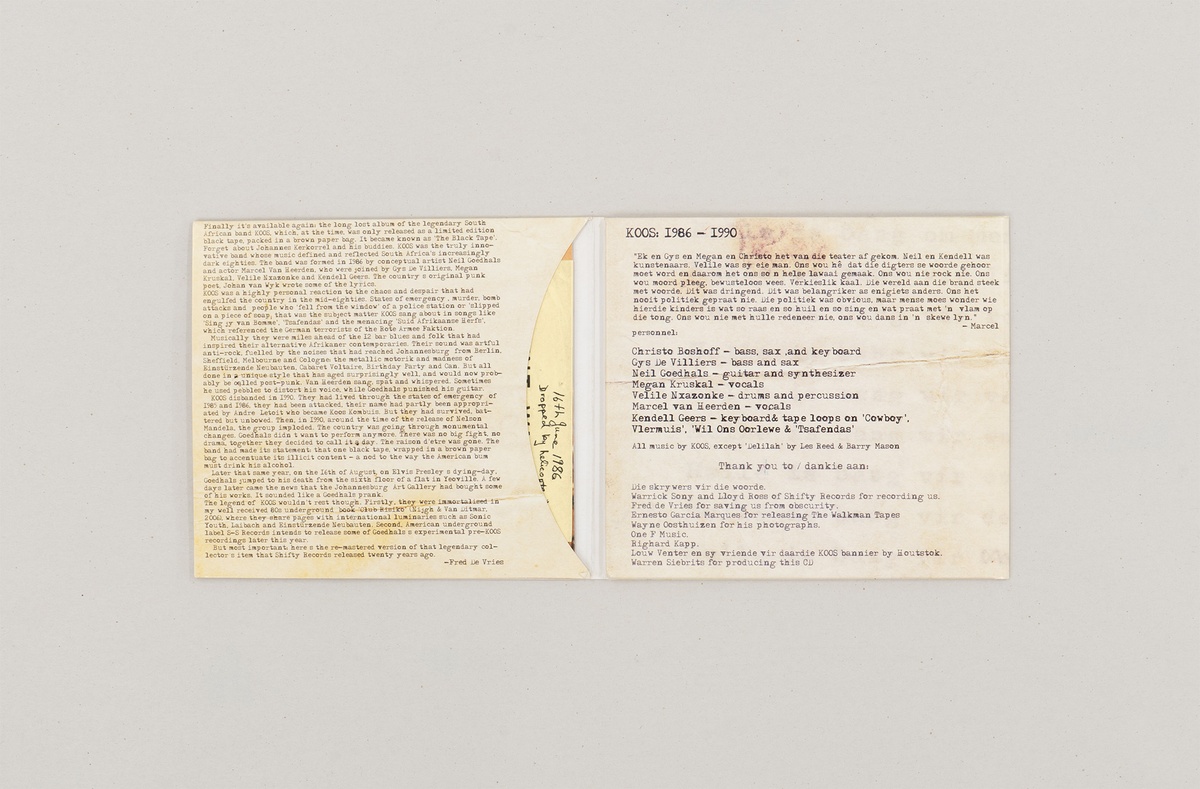 Finally it's available again: the long lost album of the legendary South
African band KOOS, which, at the time, was only released as a limited edition
black tape, packed in a brown paper bag. It became known as 'The Black Tape'.
Forget about Johannes Kerkorrel and his buddies. KOOS was the truly inno-
vative band whose music defined and reflected South Africa's increasingly
dark eighties. The band was formed in 1986 by conceptual artist Neil Goedhals
and actor Marcel Van Heerden, who were joined by Gys De Villiers, Megan
Kruskal, Velile Nxazonke and Kendell Geers. The country s original punk
poet, Johan van Wyk wrote some of the lyrics.
KOOS was a highly personal reaction to the chaos and despair that had
engulfed the country in the mid-eighties. States of emergency , murder, bomb
attacks and people who 'fell from the window' of a police station or 'slipped
on a piece of soap, that was the subject matter KOOS sang about in songs like
'Sing jy van Bomme', 'Tsafendas' and the menacing 'Suid Afrikaanse Herfs',
which referenced the German terrorists of the Rote Armee Faktion.
Musically they were miles ahead of the 12 bar blues and folk that had
inspired their alternative Afrikaner contemporaries. Their sound was artful
anti-rock, fuelled by the noises that had reached Johannesburg from Berlin,
Sheffield, Melbourne and Cologne: the metallic motorik and madness of
Einstürzende Neubauten, Cabaret Voltaire, Birthday Party and Can. But all
done in a unique style that has aged surprisingly well, and would now prob-
ably be called post-punk. Van Heerden sang, spat and whispered. Sometimes
he used pebbles to distort his voice, while Goedhals punished his guitar.
KOOS disbanded in 1990. They had lived through the states of emergency of
1985 and 1986, they had been attacked, their name had partly been appropri-
ated by Andre Letoit who became Koos Kombuis. But they had survived, bat-
tered but unbowed. Then, in 1990, around the time of the release of Nelson
Mandela, the group imploded. The country was going through monumental
changes. Goedhals didn t want to perform anymore. There was no big fight, no
drama, together they decided to call it a day. The raison d'etre was gone. The
band had made its statement: that one black tape, wrapped in a brown paper
bag to accentuate its illicit content - a nod to the way the American bum
must drink his alcohol.
Later that same year, on the 16th of August, on Elvis Presley s dying-day,
Goedhals jumped to his death from the sixth floor of a flat in Yeoville. A few
days later came the news that the Johannesburg Art Gallery had bought some
of his works. It sounded like a Goedhals prank.
The legend of KOOS wouldn't rest though. Firstly, they were immortalised in
my well received 80s underground book 'Club Risiko' (Nijgh & Van Ditmar,
2006), where they share pages with international luminaries such as Sonic
Youth, Laibach and Einstürzende Neubauten. Second, American underground
label S-S Records intends to release some of Goedhals s experimental pre-KOOS
recordings later this year.
But most important, here s the re-mastered version of that legendary col-
lector s item that Shifty Records released twenty years ago.
-Fred De Vries
16th June 1986
Dropped by
KOOS: 1986 - 1990
"Ek en Gys en Megan en Christo het van die teater af gekom. Neil en Kendell was
kunstenaars. Velile was sy eie man. Ons wou hê dat die digters se woorde gehoor
moet word en daarom het ons so n helse lawaai gemaak. Ons wou nie rock nie. Ons
wou moord pleeg, bewusteloos wees. Verkieslik kaal. Die wereld aan die brand steek
met woorde. Dit was dringend. Dit was belangriker as enigiets anders. Ons het
nooit politiek gepraat nie. Die politiek was obvious, maar mense moes wonder wie
hierdie kinders is wat so raas en so huil en so sing en wat praat met 'n vlam op
die tong. Ons wou nie met hulle redeneer nie, ons wou dans in 'n skewe lyn."
- Marcel
personnel:
Christo Boshoff - bass, sax ,and keyboard
Gys De Villiers - bass and sax
Neil Goedhals - guitar and synthesizer
Megan Kruskal - vocals
Velile Nxazonke - drums and percussion
Marcel van Heerden - vocals
Kendell Geers - keyboard& tape loops on 'Cowboy',
Vlermuis', 'Wil Ons Oorlewe & 'Tsafendas'
All music by KOOS, except 'Delilah' by Les Reed & Barry Mason
Thank you to / dankie aan:
Die skrywers vir die woorde.
Warrick Sony and Lloyd Ross of Shifty Records for recording us.
Fred de Vries for saving us from obscurity.
Ernesto Garcia Marques for releasing The Walkman Tapes
Wayne Oosthuizen for his photographs.
One F Music.
Righard Kapp.
Louw Venter en sy vriende vir daardie KOOS bannier by Houtstok.
Warren Siebrits for producing this CD